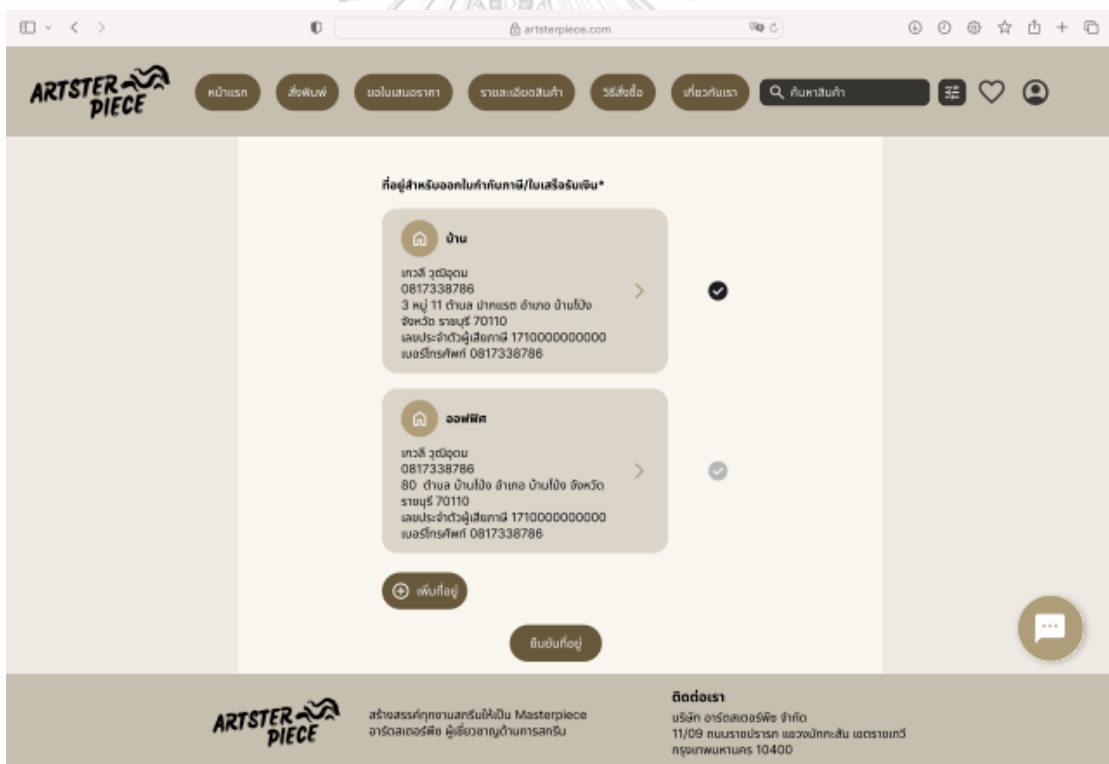 artsterpiece.com
ARTSTER
PIECE
หน้าแรก
สั่งพิมพ์
ขอใบเสนอราคา
รายละเอียดสินค้า
วิธีสั่งซื้อ
เกี่ยวกับเรา
ค้นหาสินค้า
ที่อยู่สำหรับออกใบกำกับภาษี/ใบเสร็จรับเงิน*
บ้าน
เทวลี วุฒิอุดม
0817338786
3 หมู่ 11 ตำบล ปากแรต อำเภอ บ้านโป่ง
จังหวัด ราชบุรี 70110
เลขประจำตัวผู้เสียภาษี 1710000000000
เบอร์โทรศัพท์ 0817338786
ออฟฟิศ
เทวลี วุฒิอุดม
0817338786
80 ตำบล บ้านโป่ง อำเภอ บ้านโป่ง จังหวัด
ราชบุรี 70110
เลขประจำตัวผู้เสียภาษี 1710000000000
เบอร์โทรศัพท์ 0817338786
เพิ่มที่อยู่
ยืนยันที่อยู่
ARTSTER
PIECE
สร้างสรรค์ทุกงานสกรีนให้เป็น Masterpiece
อาร์ตสเตอร์พีซ ผู้เชี่ยวชาญด้านการสกรีน
ติดต่อเรา
บริษัท อาร์ตสเตอร์พีซ จำกัด
11/09 ถนนราชปรารภ แขวงมักกะสัน เขตราชเทวี
กรุงเทพมหานคร 10400